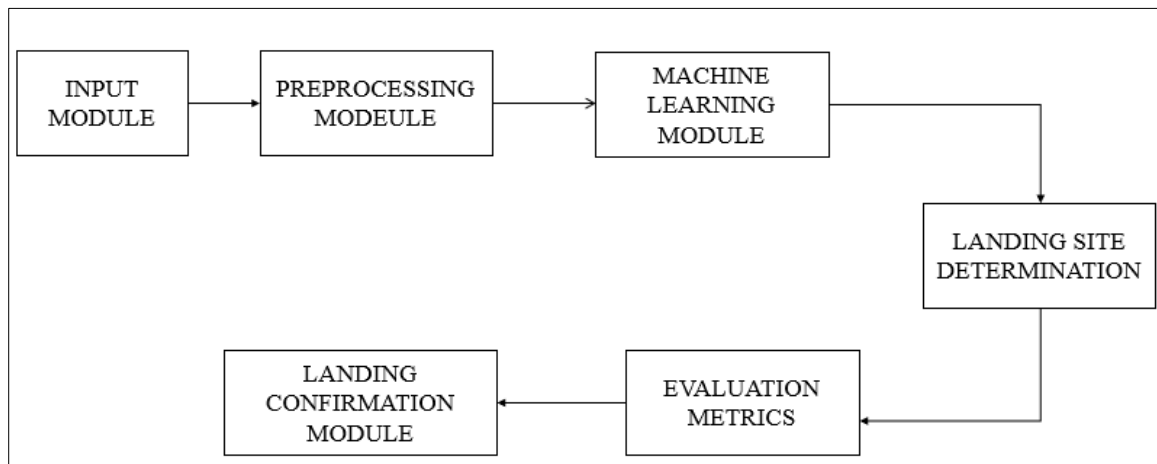 INPUT
MODULE
PREPROCESSING
MODEULE
MACHINE
LEARNING
MODULE
LANDING SITE
DETERMINATION
EVALUATION
METRICS
LANDING
CONFIRMATION
MODULE